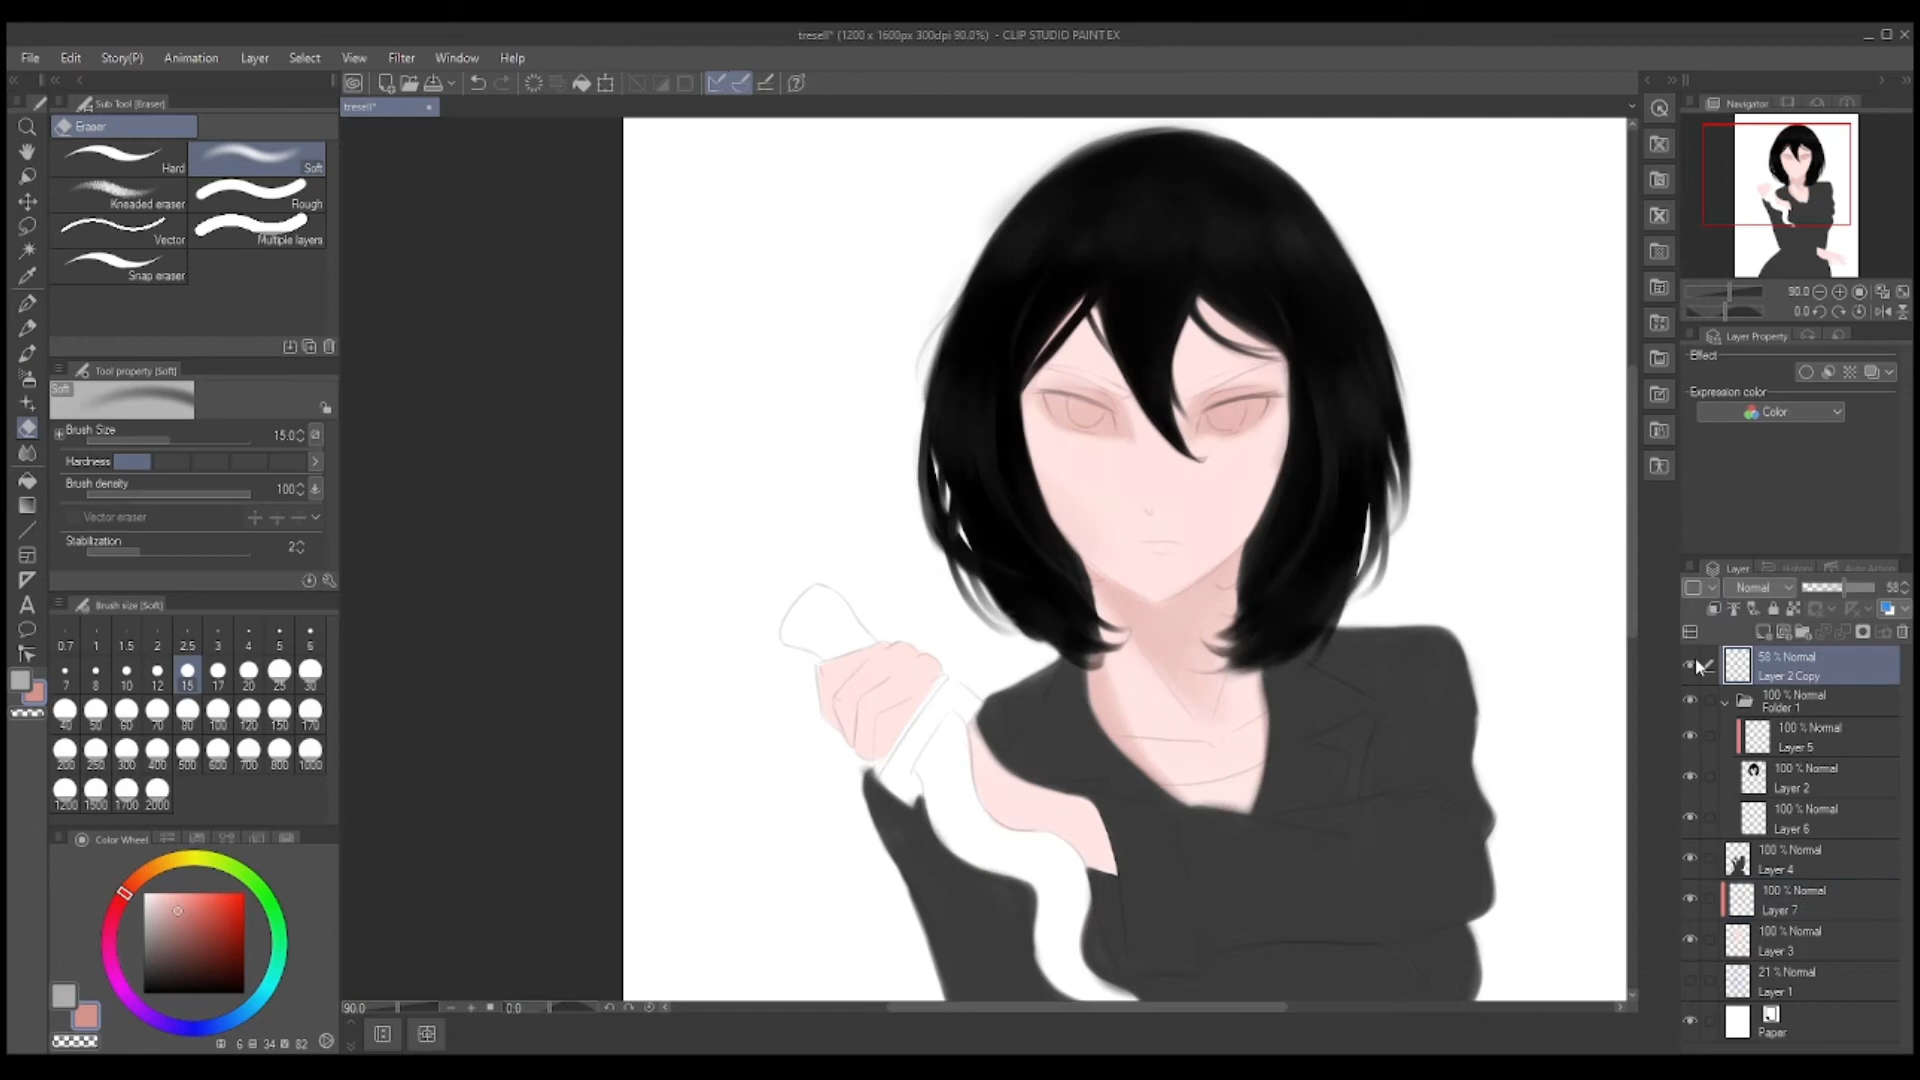 tresell* (1200 x 1600px 300dpi 90.0%) - CLIP STUDIO PAINT EX
File Edit Story(P) Animation Layer Select View Filter Window Help
Sub Tool [Eraser]
tresell*
Navigator
Eraser
Hard
Soft
Kneaded eraser
Rough
Vector
Multiple layers
Snap eraser
90.0
0.0
Layer Property
Effect
Expression color
Color
Tool property [Soft]
Soft
Brush Size 15.0
Hardness
Brush density 100
Vector eraser
Stabilization 2
Brush size [Soft]
0.7 1 1.5 2 2.5 3 4 5 6
7 8 10 12 15 17 20 25 30
40 50 60 70 80 100 120 150 170
200 250 300 400 500 600 700 800 1000
1200 1500 1700 2000
Color Wheel
6 34 82
90.0 0.0
Layer History Auto Action
Normal 58
58 % Normal
Layer 2 Copy
100 % Normal
Folder 1
100 % Normal
Layer 5
100 % Normal
Layer 2
100 % Normal
Layer 6
100 % Normal
Layer 4
100 % Normal
Layer 7
100 % Normal
Layer 3
21 % Normal
Layer 1
Paper